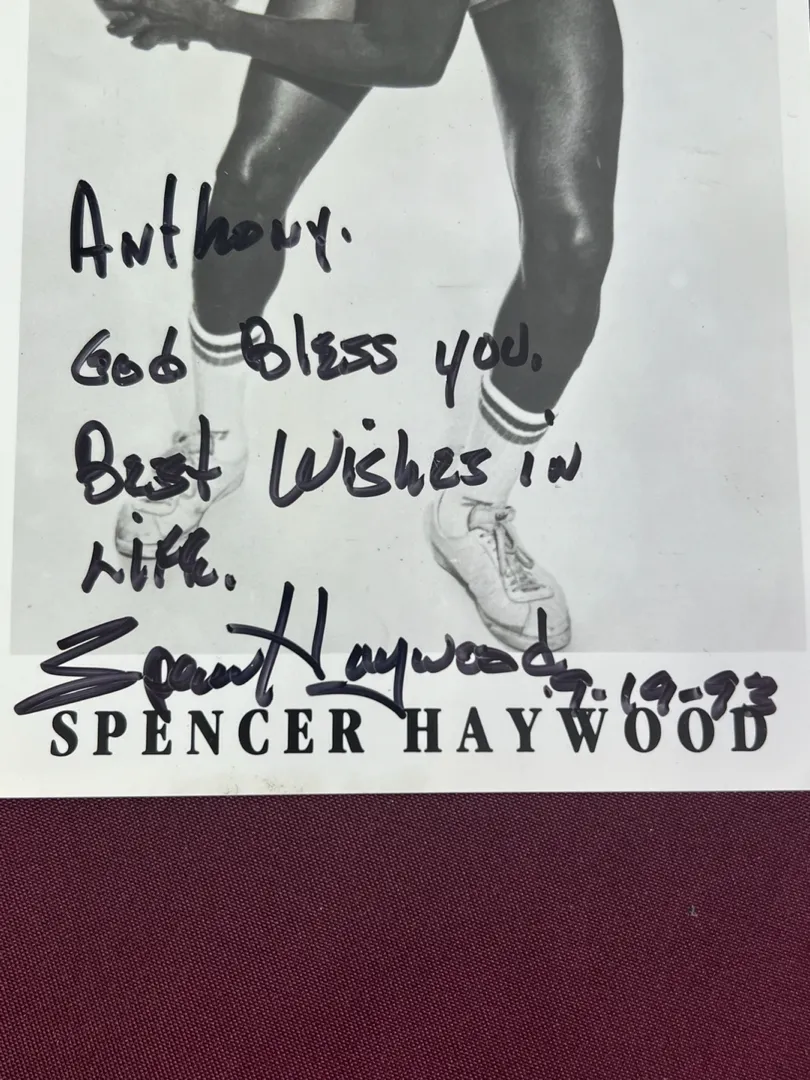 Anthony.
God Bless you.
Best Wishes in
Life.
Spencer Haywood 9-19-93
SPENCER HAYWOOD